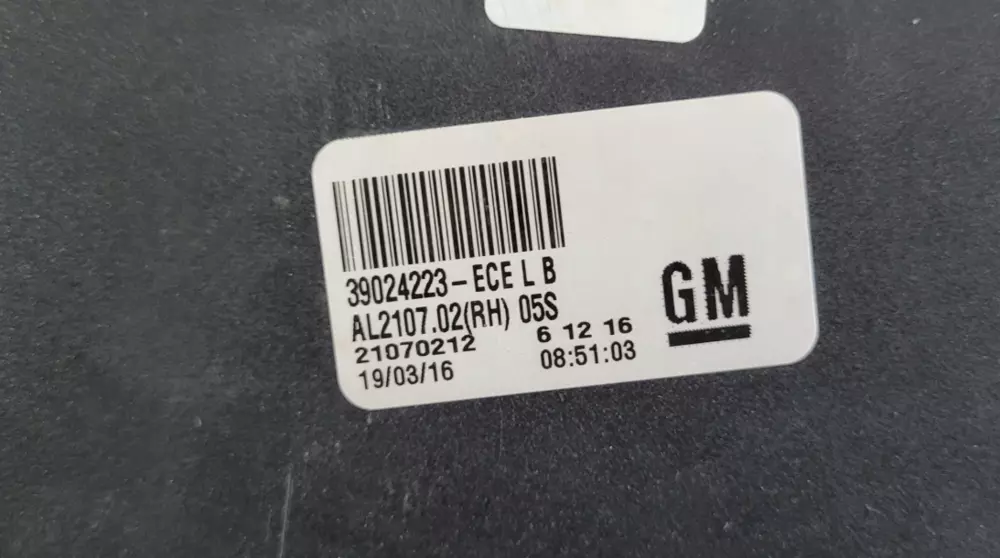 39024223-ECE L B
AL2107.02(RH) 05S
21070212
6 12 16
19/03/16
08:51:03
GM